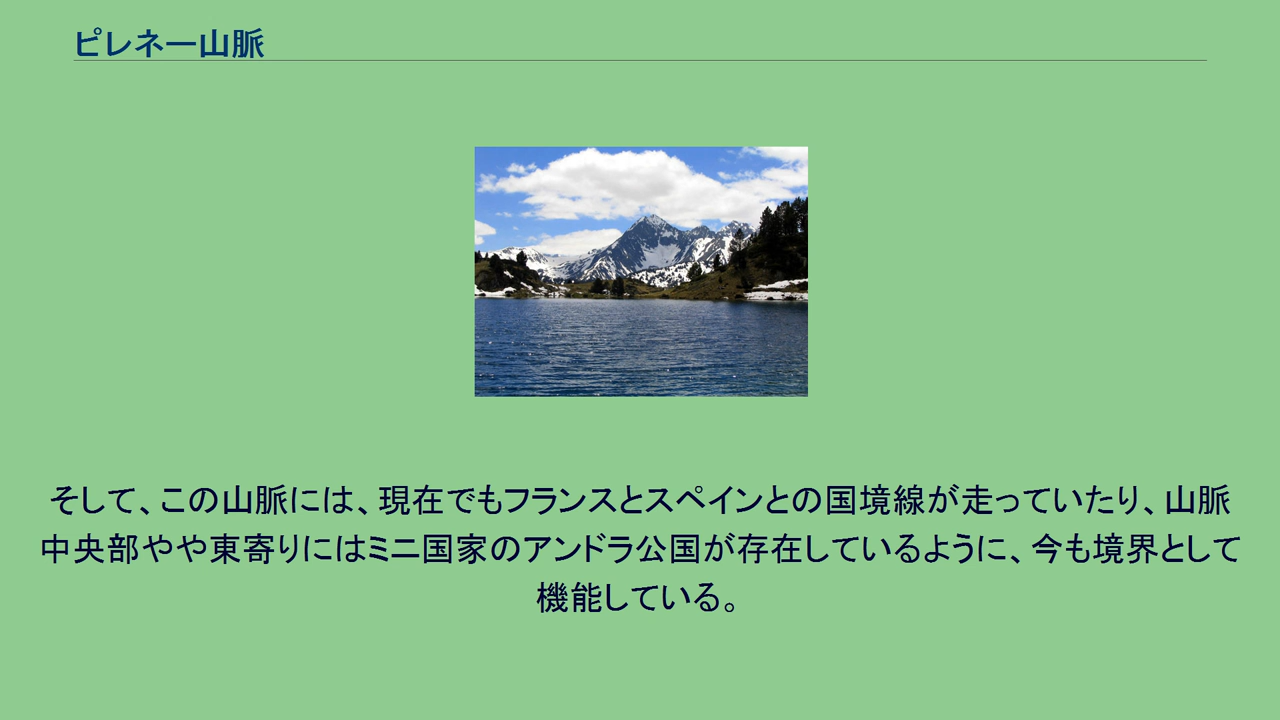 ピレネー山脈
そして、この山脈には、現在でもフランスとスペインとの国境線が走っていたり、山脈
中央部やや東寄りにはミニ国家のアンドラ公国が存在しているように、今も境界として
機能している。